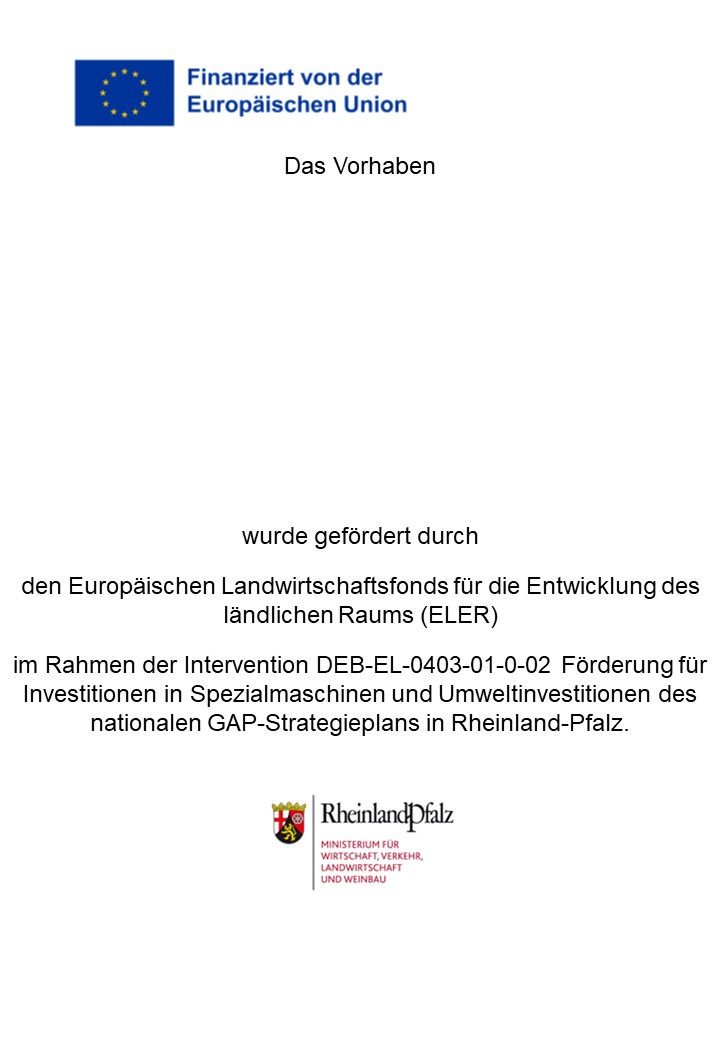 Finanziert von der
Europäischen Union
Das Vorhaben
wurde gefördert durch
den Europäischen Landwirtschaftsfonds für die Entwicklung des
ländlichen Raums (ELER)
im Rahmen der Intervention DEB-EL-0403-01-0-02 Förderung für
Investitionen in Spezialmaschinen und Umweltinvestitionen des
nationalen GAP-Strategieplans in Rheinland-Pfalz.
RheinlandPfalz
MINISTERIUM FÜR
WIRTSCHAFT, VERKEHR,
LANDWIRTSCHAFT
UND WEINBAU